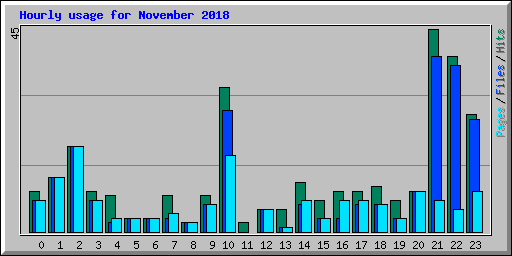 Hourly usage for November 2018
45
Pages/Files/Hits
0 1 2 3 4 5 6 7 8 9 10 11 12 13 14 15 16 17 18 19 20 21 22 23